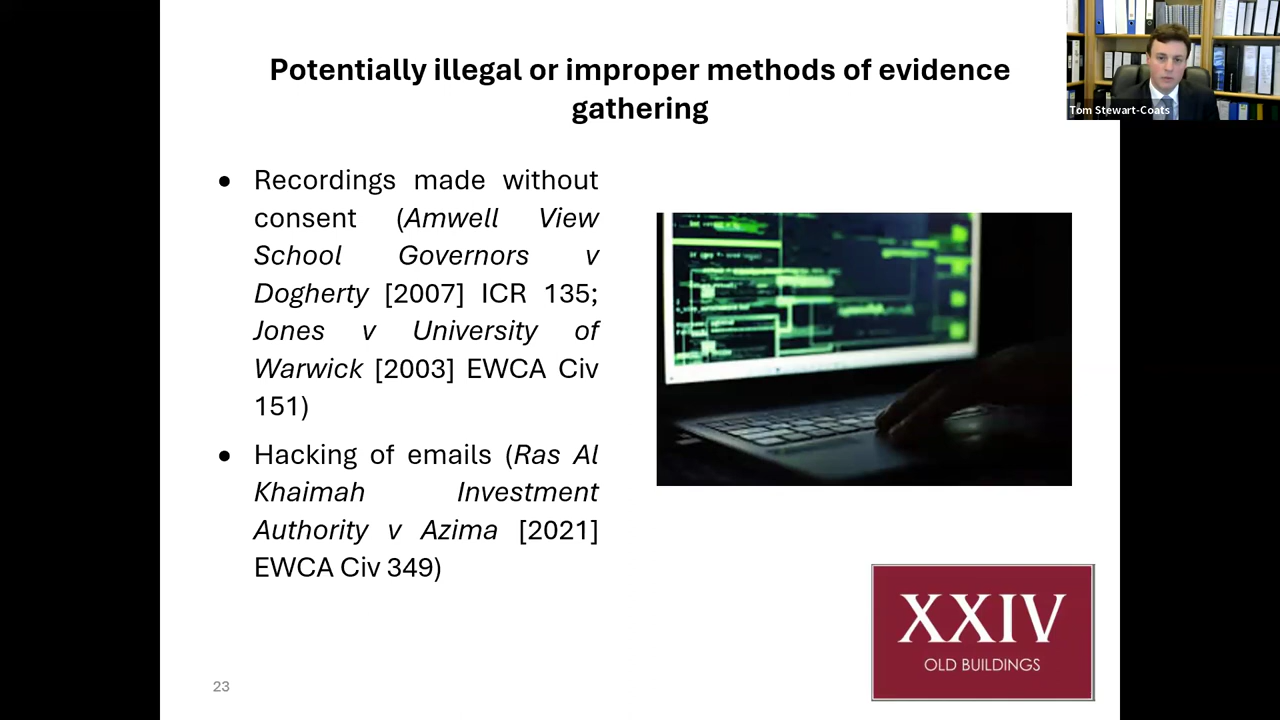 Potentially illegal or improper methods of evidence
gathering
Tom Stewart-Coats
● Recordings made without
consent (Amwell View
School Governors v
Dogherty [2007] ICR 135;
Jones v University of
Warwick [2003] EWCA Civ
151)
● Hacking of emails (Ras Al
Khaimah Investment
Authority v Azima [2021]
EWCA Civ 349)
XXIV
OLD BUILDINGS
23